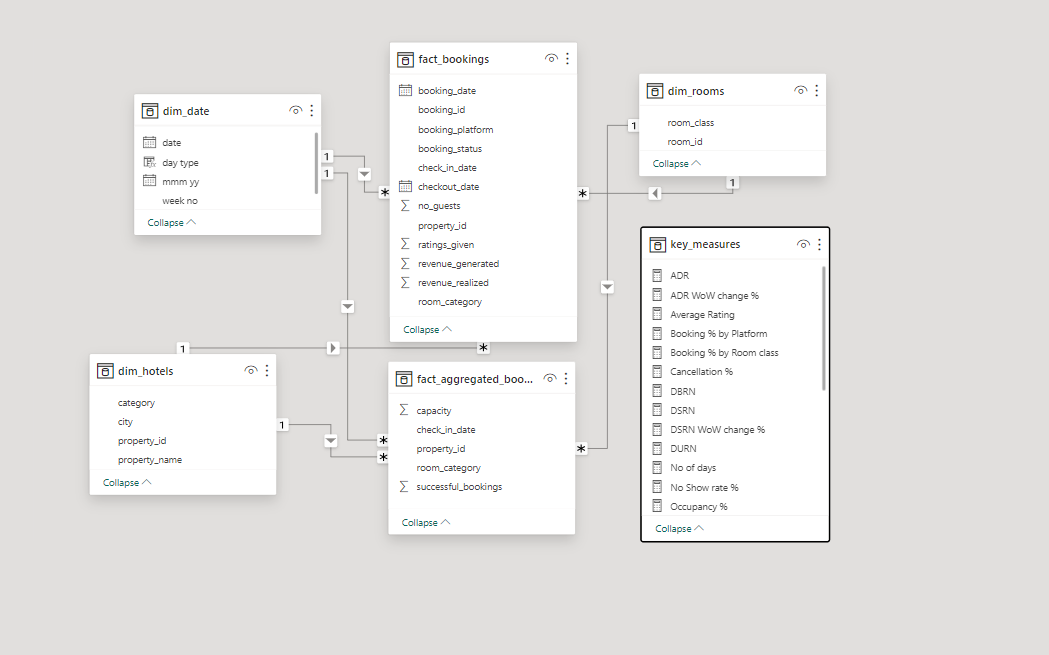 fact_bookings
booking_date
booking_id
booking_platform
booking_status
check_in_date
checkout_date
no_guests
property_id
ratings_given
revenue_generated
revenue_realized
room_category
Collapse
dim_rooms
room_class
room_id
Collapse
dim_date
date
day type
mmm yy
week no
Collapse
1
1
*
*
1
1
key_measures
ADR
ADR WoW change %
Average Rating
Booking % by Platform
Booking % by Room class
Cancellation %
DBRN
DSRN
DSRN WoW change %
DURN
No of days
No Show rate %
Occupancy %
Collapse
1
*
dim_hotels
category
city
property_id
property_name
Collapse
1
*
*
*
fact_aggregated_boo...
capacity
check_in_date
property_id
room_category
successful_bookings
Collapse